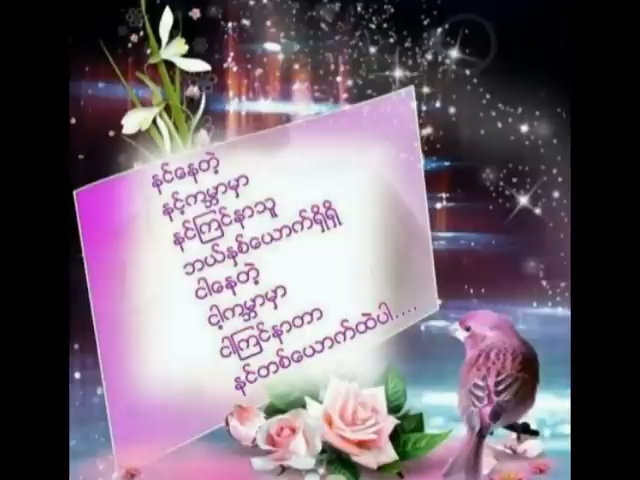 နင်နေတဲ့
နင့်ကမ္ဘာမှာ
နင်ကြင်နာသူ
ဘယ်နှစ်ယောက်ရှိရှိ
ငါနေတဲ့
ငါ့ကမ္ဘာမှာ
ငါကြင်နာတာ
နင်တစ်ယောက်ထဲပါ....